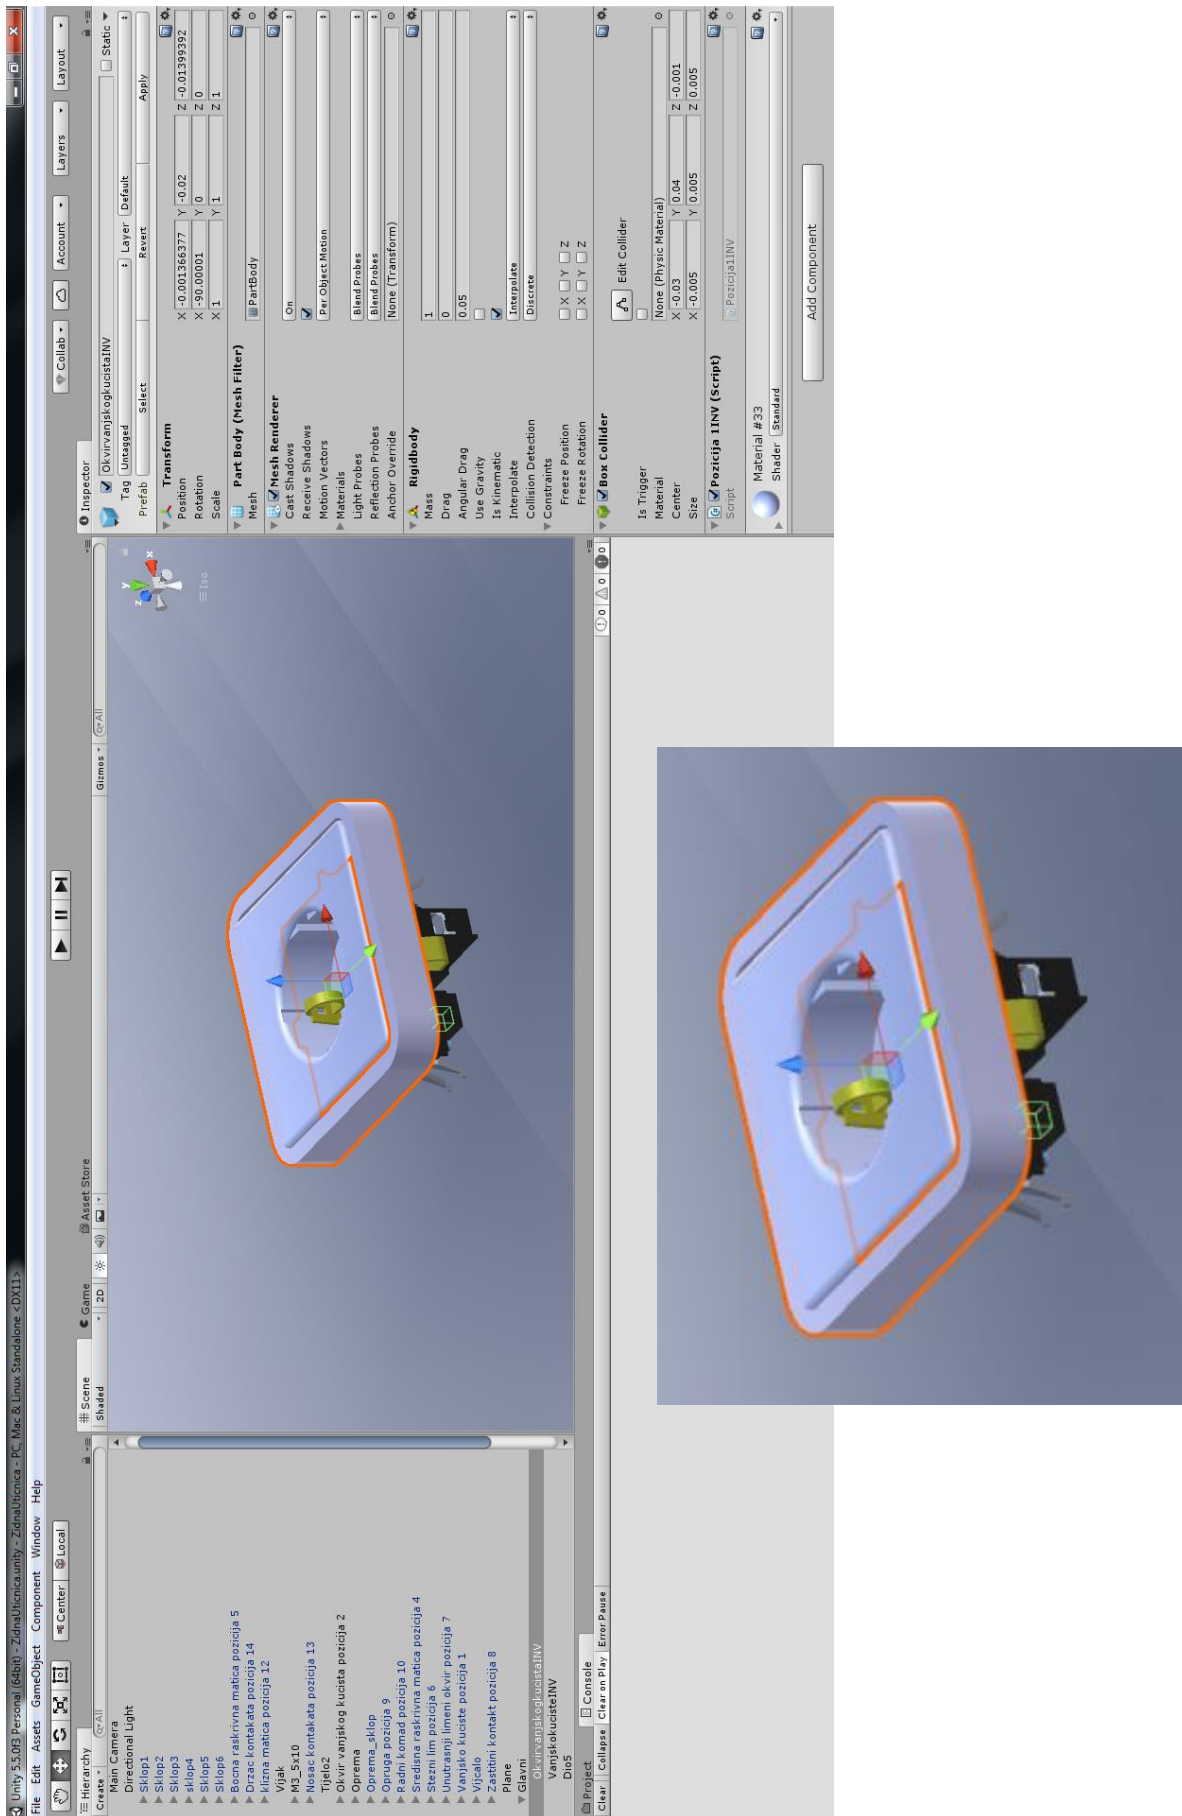 Unity 5.5.0f3 Personal (64bit) - ZidnaUticnica.unity - ZidnaUticnica - PC, Mac & Linux Standalone <DX11>
File Edit Assets GameObject Component Window Help
Center Local
Collab Account Layers Layout
Hierarchy
Create All
Main Camera
Directional Light
Sklop1
Sklop2
Sklop3
sklop4
Sklop5
Sklop6
Bocna raskrivna matica pozicija 5
Drzac kontakata pozicija 14
klizna matica pozicija 12
Vijak
M3_5x10
Nosac kontakata pozicija 13
Tijelo2
Okvir vanjskog kucista pozicija 2
Oprema
Oprema_sklop
Opruga pozicija 9
Radni komad pozicija 10
Sredisna raskrivna matica pozicija 4
Stezni lim pozicija 6
Unutrasnji limeni okvir pozicija 7
Vanjsko kuciste pozicija 1
Vijcalo
Zastitni kontakt pozicija 8
Plane
Glavni
OkvirvanjskogkucistaINV
VanjskokucisteINV
Dio5
Scene Game Asset Store
Shaded 2D Gizmos All
y
x
z
Iso
Project Console
Clear Collapse Clear on Play Error Pause 0 0 0
Inspector
OkvirvanjskogkucistaINV Static
Tag Untagged Layer Default
Prefab Select Revert Apply
Transform
Position X -0.001366377 Y -0.02 Z -0.01399392
Rotation X -90.00001 Y 0 Z 0
Scale X 1 Y 1 Z 1
Part Body (Mesh Filter)
Mesh PartBody
Mesh Renderer
Cast Shadows On
Receive Shadows
Motion Vectors Per Object Motion
Materials
Light Probes Blend Probes
Reflection Probes Blend Probes
Anchor Override None (Transform)
Rigidbody
Mass 1
Drag 0
Angular Drag 0.05
Use Gravity
Is Kinematic
Interpolate Interpolate
Collision Detection Discrete
Constraints
Freeze Position X Y Z
Freeze Rotation X Y Z
Box Collider
Edit Collider
Is Trigger
Material None (Physic Material)
Center X -0.03 Y 0.04 Z -0.001
Size X -0.005 Y 0.005 Z 0.005
Pozicija 1INV (Script)
Script Pozicija1INV
Material #33
Shader Standard
Add Component